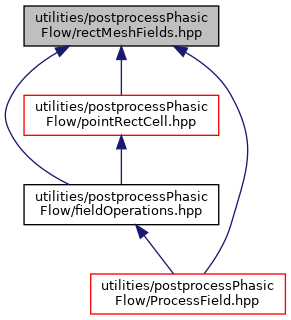 utilities/postprocessPhasic
Flow/rectMeshFields.hpp
utilities/postprocessPhasic
Flow/pointRectCell.hpp
utilities/postprocessPhasic
Flow/fieldOperations.hpp
utilities/postprocessPhasic
Flow/ProcessField.hpp